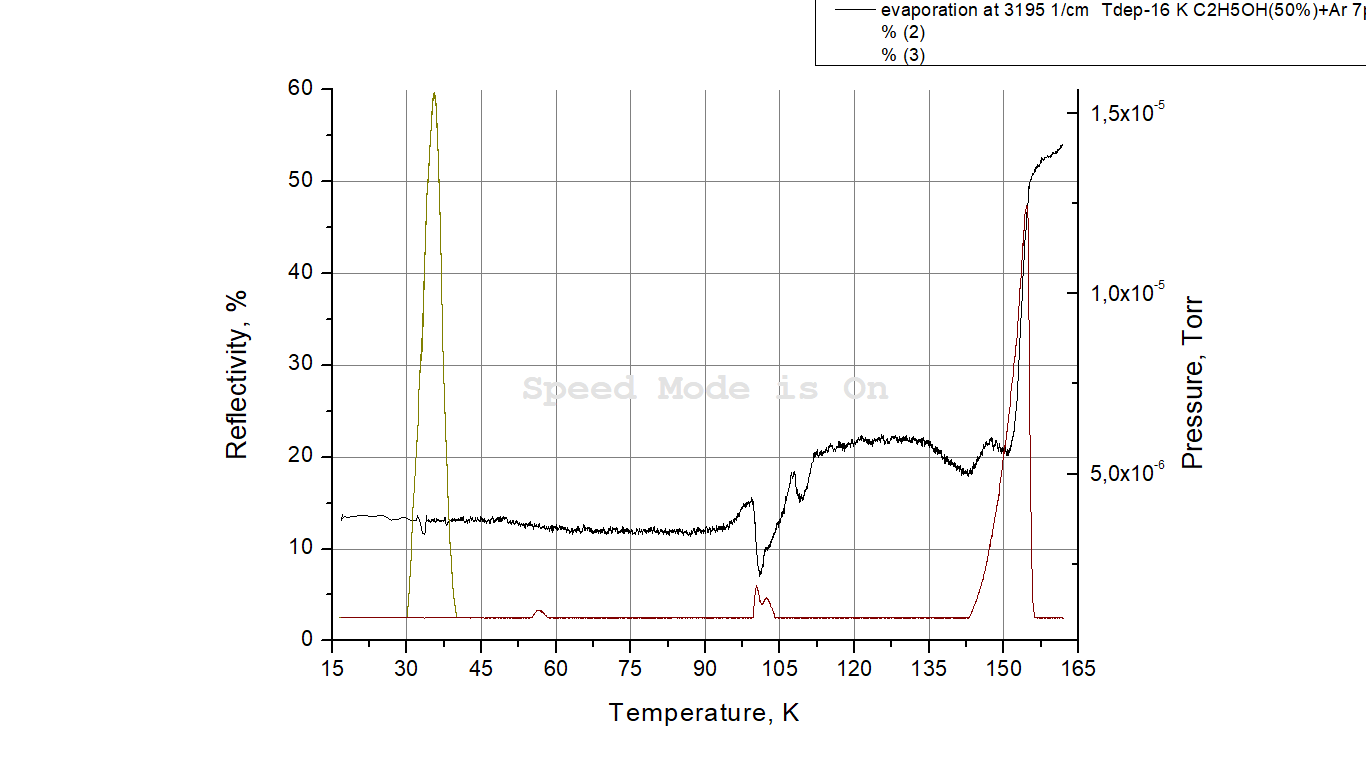 evaporation at 3195 1/cm Tdep-16 K C2H5OH(50%)+Ar 7
% (2)
% (3)
60
50
40
30
20
10
0
Reflectivity, %
1,5x10-5
1,0x10-5
5,0x10-6
Pressure, Torr
Speed Mode is On
15 30 45 60 75 90 105 120 135 150 165
Temperature, K